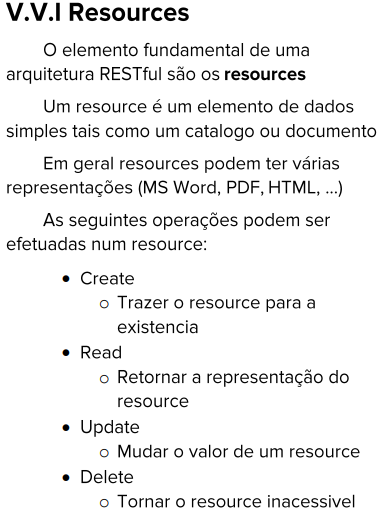 V.V.I Resources
O elemento fundamental de uma
arquitetura RESTful são os resources
Um resource é um elemento de dados
simples tais como um catalogo ou documento
Em geral resources podem ter várias
representações (MS Word, PDF, HTML, ...)
As seguintes operações podem ser
efetuadas num resource:
• Create
○ Trazer o resource para a
existencia
• Read
○ Retornar a representação do
resource
• Update
○ Mudar o valor de um resource
• Delete
○ Tornar o resource inacessivel